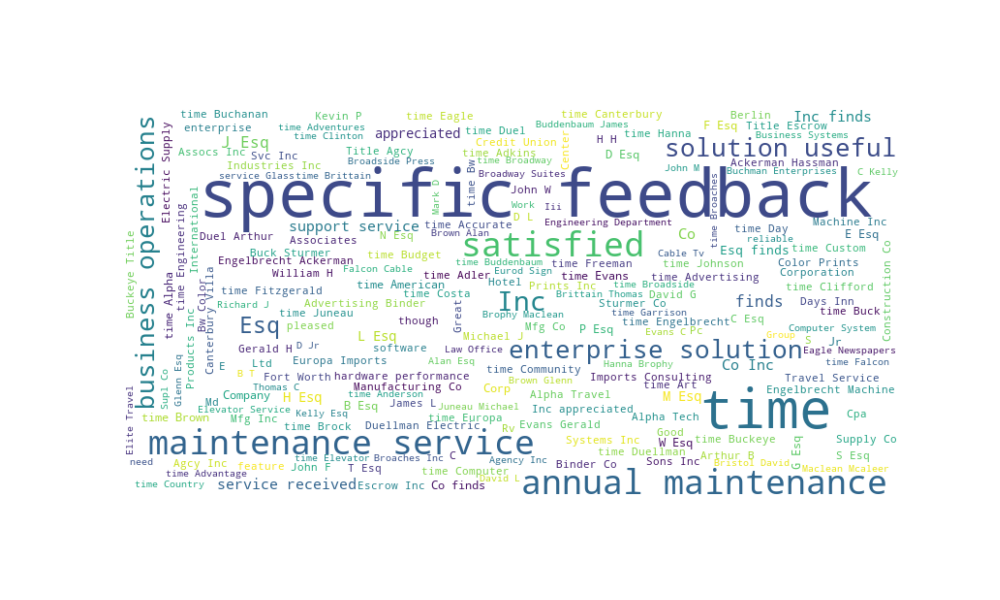 time Buchanan
Kevin P
time Eagle
time Canterbury
Berlin
Inc finds
enterprise
time Adventures
time Clinton
appreciated
time Duel
Buddenbaum James
time Hanna
F Esq
Title Escrow
Business Systems
E Esq
J Esq
Credit Union
Center
H H
solution useful
Assocs Inc
Svc Inc
Title Agcy
time Adkins
D Esq
Industries Inc
Broadside Press
time Broadway
John M
Ackerman Hassman
Buchman Enterprises
C Kelly
service Glasstime Brittain
Broadway Suites
Electric Supply
business operations
specific feedback
Mark D
time Bw
John W
Work
Iii
D L
Engineering Department
time Broaches
Machine Inc
International
time Engineering
support service
time Accurate
Co
time Day
reliable
Duel Arthur
Associates
N Esq
Brown Alan
satisfied
Cable Tv
Esq finds
time Custom
Buckeye Title
Buck Sturmer
time Budget
Engelbrecht Ackerman
Falcon Cable
Eurod Sign
time Freeman
time Johnson
Color Prints
Construction Co
William H
time Adler
Hotel
time Evans
time Broadside
time Advertising
Corporation
time Alpha
Bw Color
Canterbury Villa
time Fitzgerald
time American
time Costa
Prints Inc
Brittain Thomas
David G
time Clifford
Richard J
Advertising Binder
Inc
Sturmer Co
finds
Days Inn
time Juneau
though
Great
Brophy Maclean
time Garrison
time Buck
Products Inc
Esq
pleased
Mfg Co
P Esq
time Engelbrecht
C Esq
Computer System
L Esq
Michael J
Evans C
Pc
Group
S
Jr
Gerald H
D Jr
software
Law Office
enterprise solution
Eagle Newspapers
Glenn Esq
E
Ltd
Europa Imports
Alan Esq
time Community
Hanna Brophy
Co Inc
Travel Service
Supl Co
B T
Fort Worth
hardware performance
Brown Glenn
Imports Consulting
Thomas C
time Anderson
Manufacturing Co
Corp
Alpha Travel
time Art
Engelbrecht Machine
Elite Travel
Md
Company
H Esq
James L
Juneau Michael
M Esq
time
Elevator Service
Kelly Esq
B Esq
time Europa
Inc appreciated
Alpha Tech
Cpa
time Brown
Mfg Inc
time Brock
Duellman Electric
Rv
Evans Gerald
Good
maintenance service
Systems Inc
W Esq
time Buckeye
G Esq
Supply Co
time Duellman
Arthur B
S Esq
need
Agcy Inc
feature
time Elevator
Broaches Inc
C
Agency Inc
Binder Co
Sons Inc
Bristol David
Maclean Mcaleer
time Advantage
John F
T Esq
time Computer
David L
time Falcon
time Country
service received
Escrow Inc
Co finds
annual maintenance